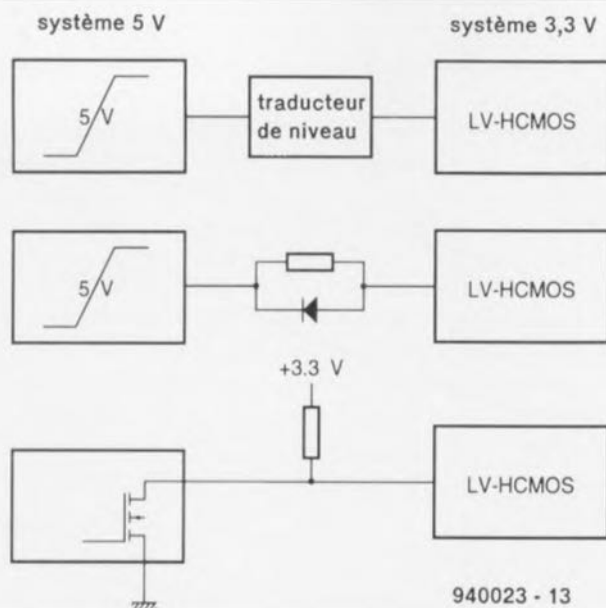 système 5 V
système 3,3 V
5 V
traducteur
de niveau
LV-HCMOS
5 V
LV-HCMOS
+3.3 V
LV-HCMOS
940023 - 13